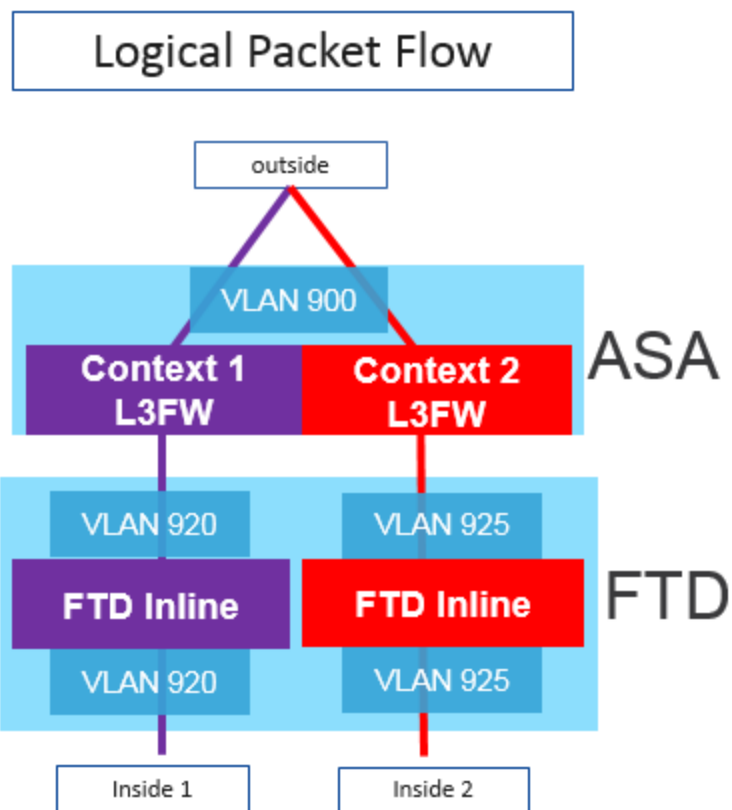 Logical Packet Flow
outside
VLAN 900
ASA
Context 1
L3FW
Context 2
L3FW
VLAN 920
VLAN 925
FTD Inline
FTD Inline
FTD
VLAN 920
VLAN 925
Inside 1
Inside 2